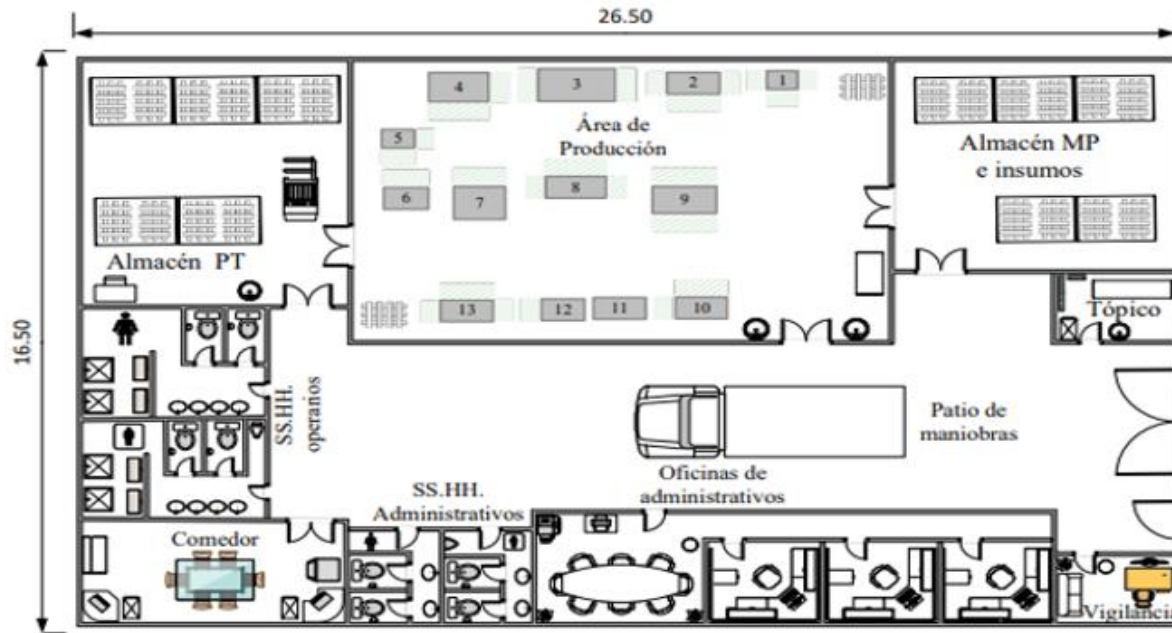 26.50
16.50
4
3
2
1
5
Área de
Producción
Almacén MP
e insumos
6
7
8
9
Almacén PT
13
12
11
10
Tópico
SS.HH.
operarios
Patio de
maniobras
Oficinas de
administrativos
SS.HH.
Administrativos
Comedor
Vigilancia